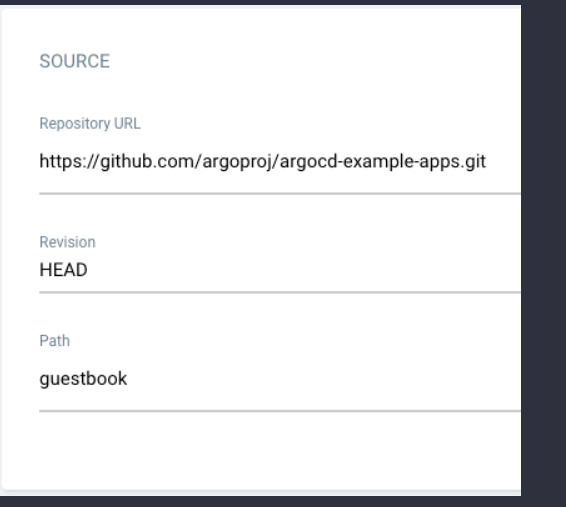 SOURCE
Repository URL
https://github.com/argoproj/argocd-example-apps.git
Revision
HEAD
Path
guestbook